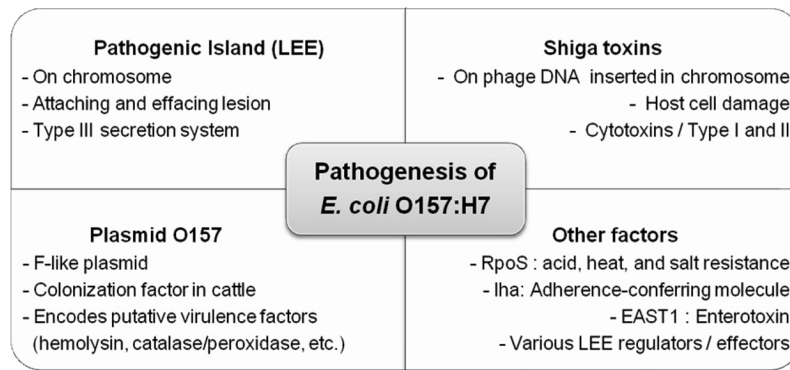 Pathogenic Island (LEE)
- On chromosome
- Attaching and effacing lesion
- Type III secretion system
Shiga toxins
- On phage DNA inserted in chromosome
- Host cell damage
- Cytotoxins / Type I and II
Pathogenesis of
E. coli O157:H7
Plasmid O157
- F-like plasmid
- Colonization factor in cattle
- Encodes putative virulence factors
(hemolysin, catalase/peroxidase, etc.)
Other factors
- RpoS : acid, heat, and salt resistance
- Iha: Adherence-conferring molecule
- EAST1 : Enterotoxin
- Various LEE regulators / effectors